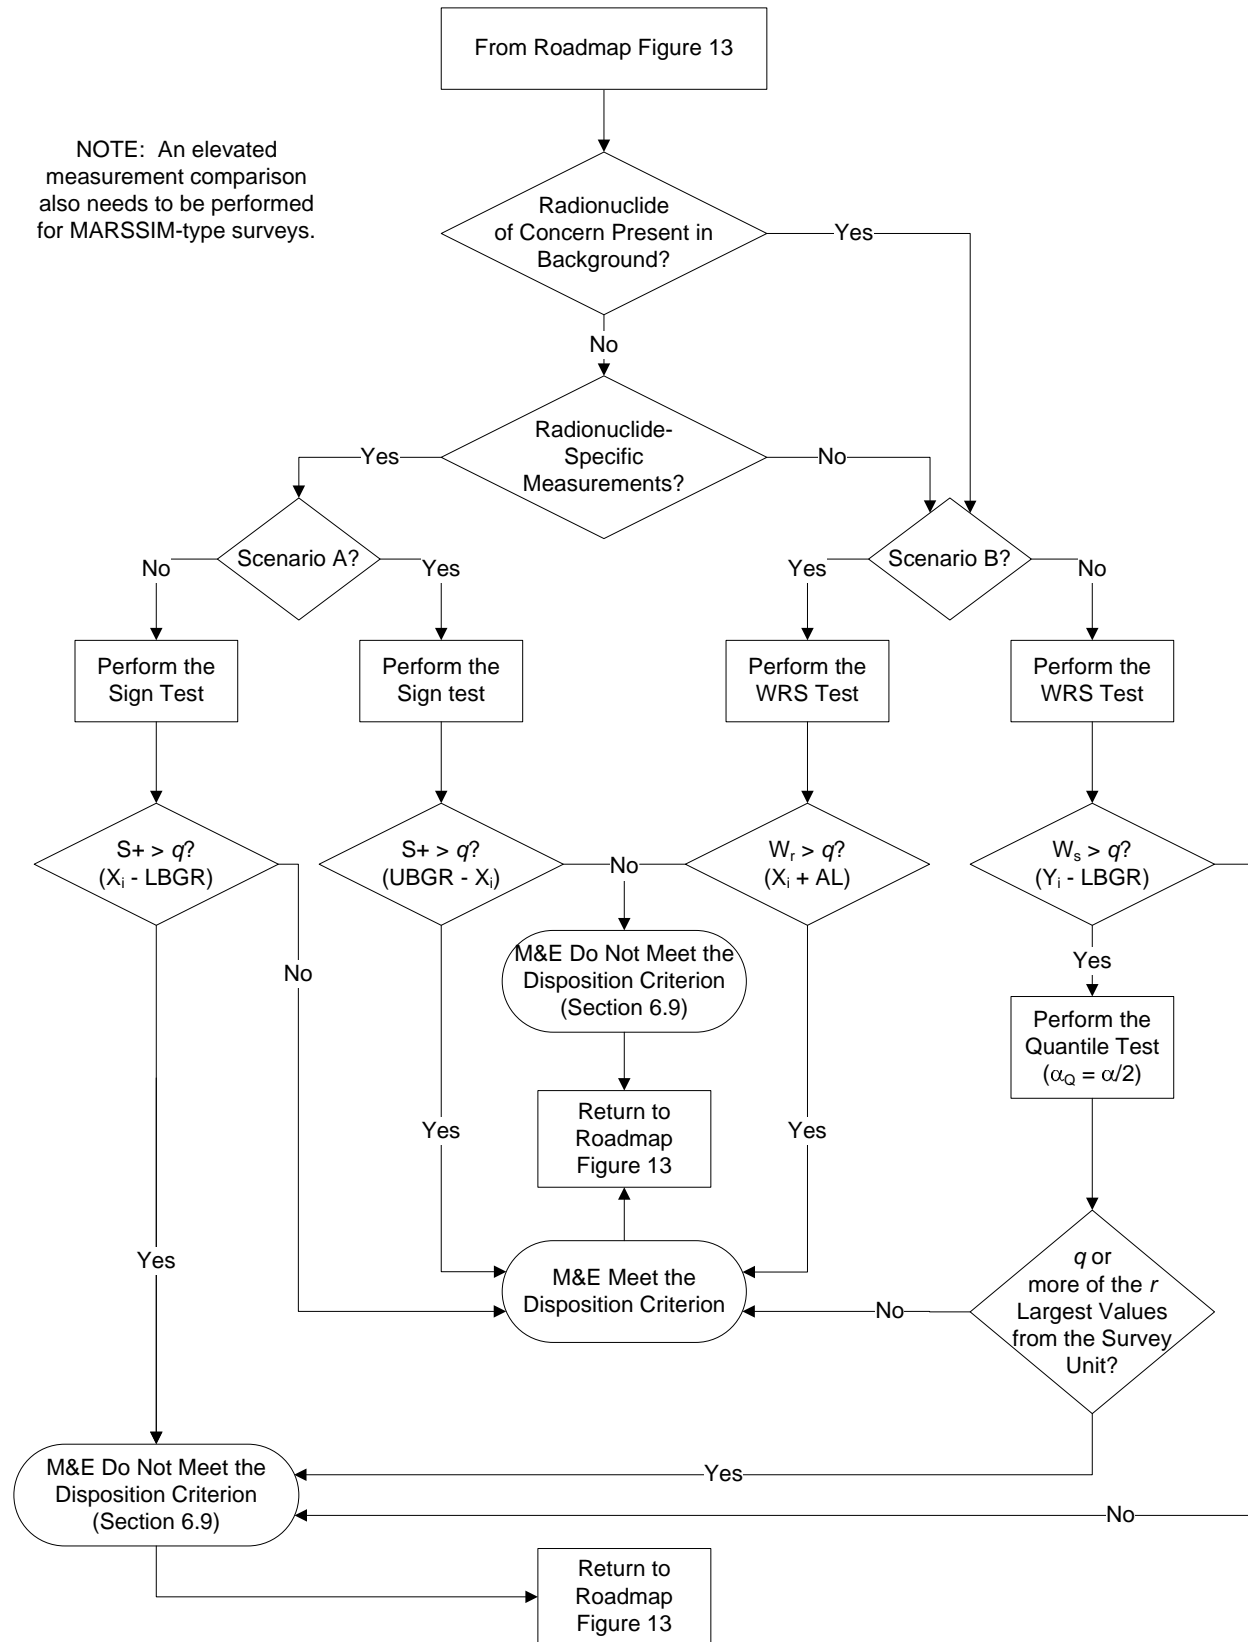 From Roadmap Figure 13
NOTE: An elevated
measurement comparison
also needs to be performed
for MARSSIM-type surveys.
Radionuclide
of Concern Present in
Background?
Yes
No
Radionuclide-
Specific
Measurements?
Yes
No
Scenario A?
Scenario B?
No
Yes
Yes
No
Perform the
Sign Test
Perform the
Sign test
Perform the
WRS Test
Perform the
WRS Test
S+ > q?
(Xi - LBGR)
S+ > q?
(UBGR - Xi)
No
Wr > q?
(Xi + AL)
Ws > q?
(Yi - LBGR)
No
M&E Do Not Meet the
Disposition Criterion
(Section 6.9)
Yes
Perform the
Quantile Test
(αQ = α/2)
Yes
Return to
Roadmap
Figure 13
Yes
Yes
M&E Meet the
Disposition Criterion
No
q or
more of the r
Largest Values
from the Survey
Unit?
M&E Do Not Meet the
Disposition Criterion
(Section 6.9)
Yes
No
Return to
Roadmap
Figure 13